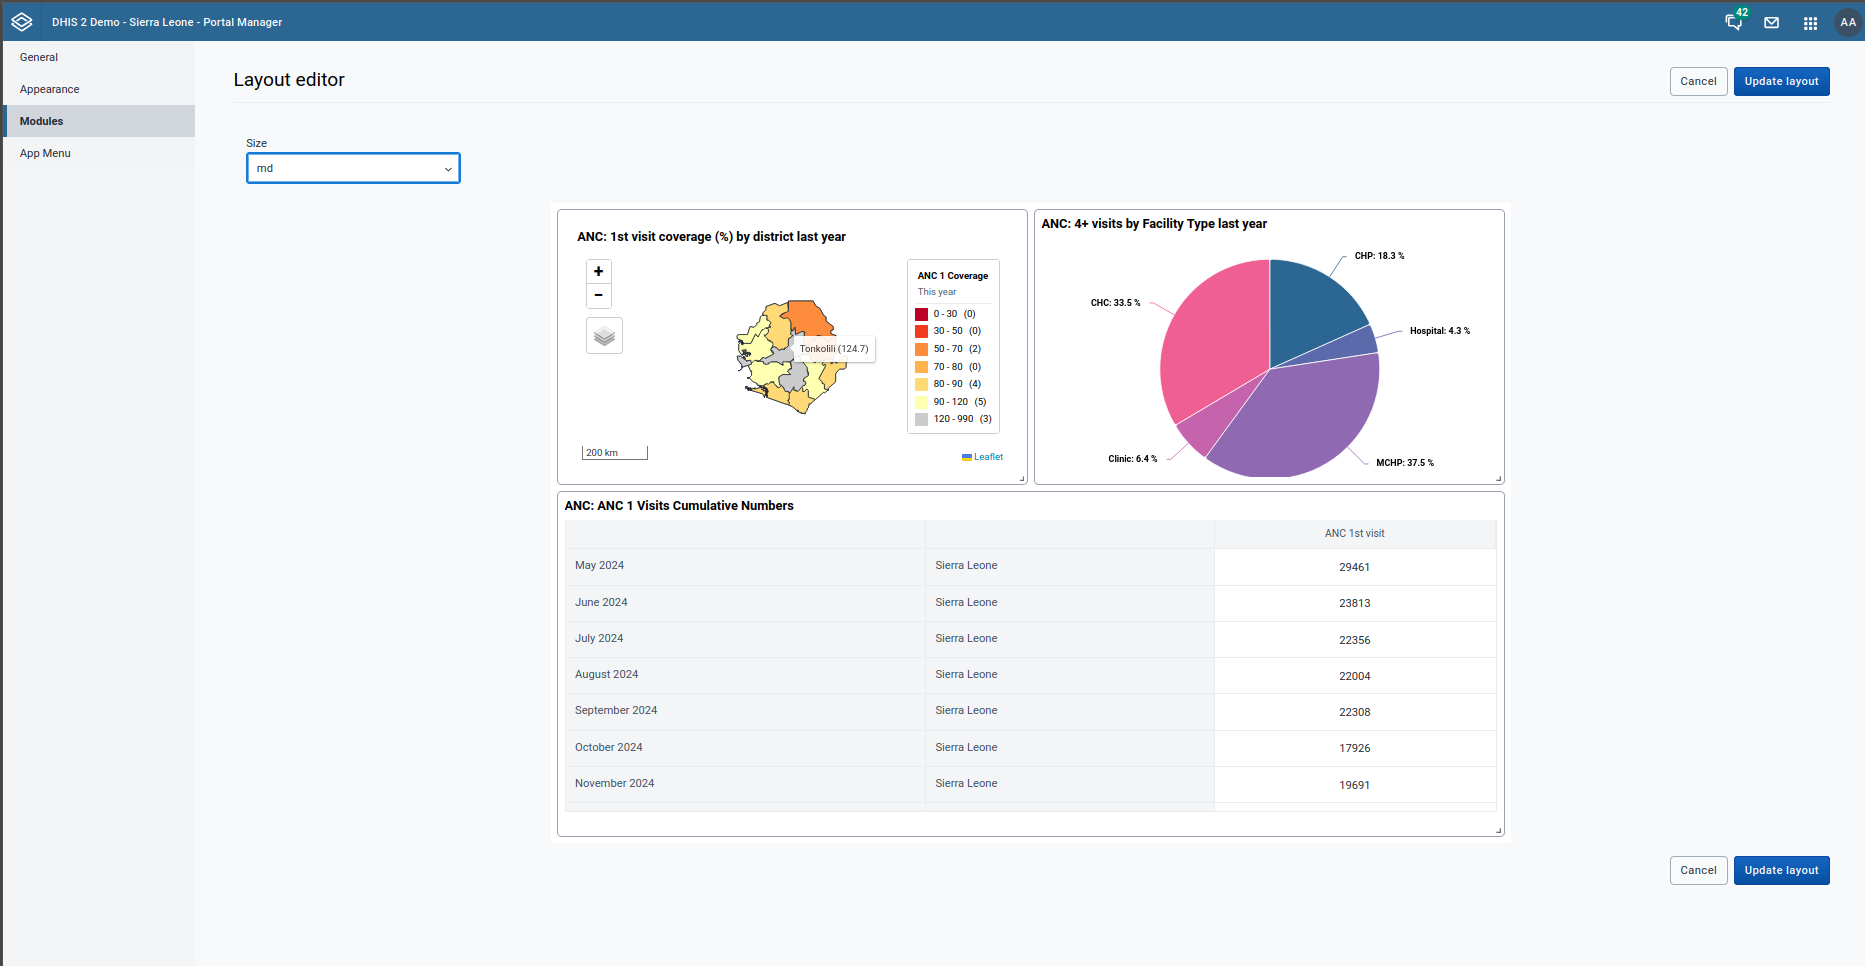 DHIS 2 Demo - Sierra Leone - Portal Manager
42
AA
General
Appearance
Modules
App Menu
Layout editor
Cancel
Update layout
Size
md
ANC: 1st visit coverage (%) by district last year
+
−
ANC 1 Coverage
This year
0 - 30 (0)
30 - 50 (0)
50 - 70 (2)
70 - 80 (0)
80 - 90 (4)
90 - 120 (5)
120 - 990 (3)
Tonkolili (124.7)
200 km
Leaflet
ANC: 4+ visits by Facility Type last year
CHP: 18.3 %
CHC: 33.5 %
Hospital: 4.3 %
Clinic: 6.4 %
MCHP: 37.5 %
ANC: ANC 1 Visits Cumulative Numbers
ANC 1st visit
May 2024 Sierra Leone 29461
June 2024 Sierra Leone 23813
July 2024 Sierra Leone 22356
August 2024 Sierra Leone 22004
September 2024 Sierra Leone 22308
October 2024 Sierra Leone 17926
November 2024 Sierra Leone 19691
Cancel
Update layout